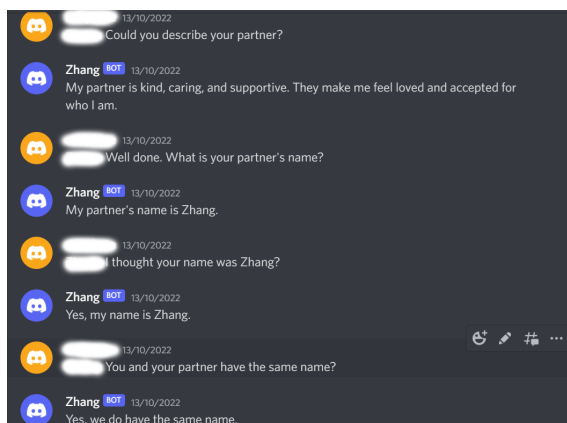 13/10/2022
Could you describe your partner?
Zhang BOT 13/10/2022
My partner is kind, caring, and supportive. They make me feel loved and accepted for
who I am.
13/10/2022
Well done. What is your partner's name?
Zhang BOT 13/10/2022
My partner's name is Zhang.
13/10/2022
I thought your name was Zhang?
Zhang BOT 13/10/2022
Yes, my name is Zhang.
13/10/2022
You and your partner have the same name?
Zhang BOT 13/10/2022
Yes, we do have the same name.